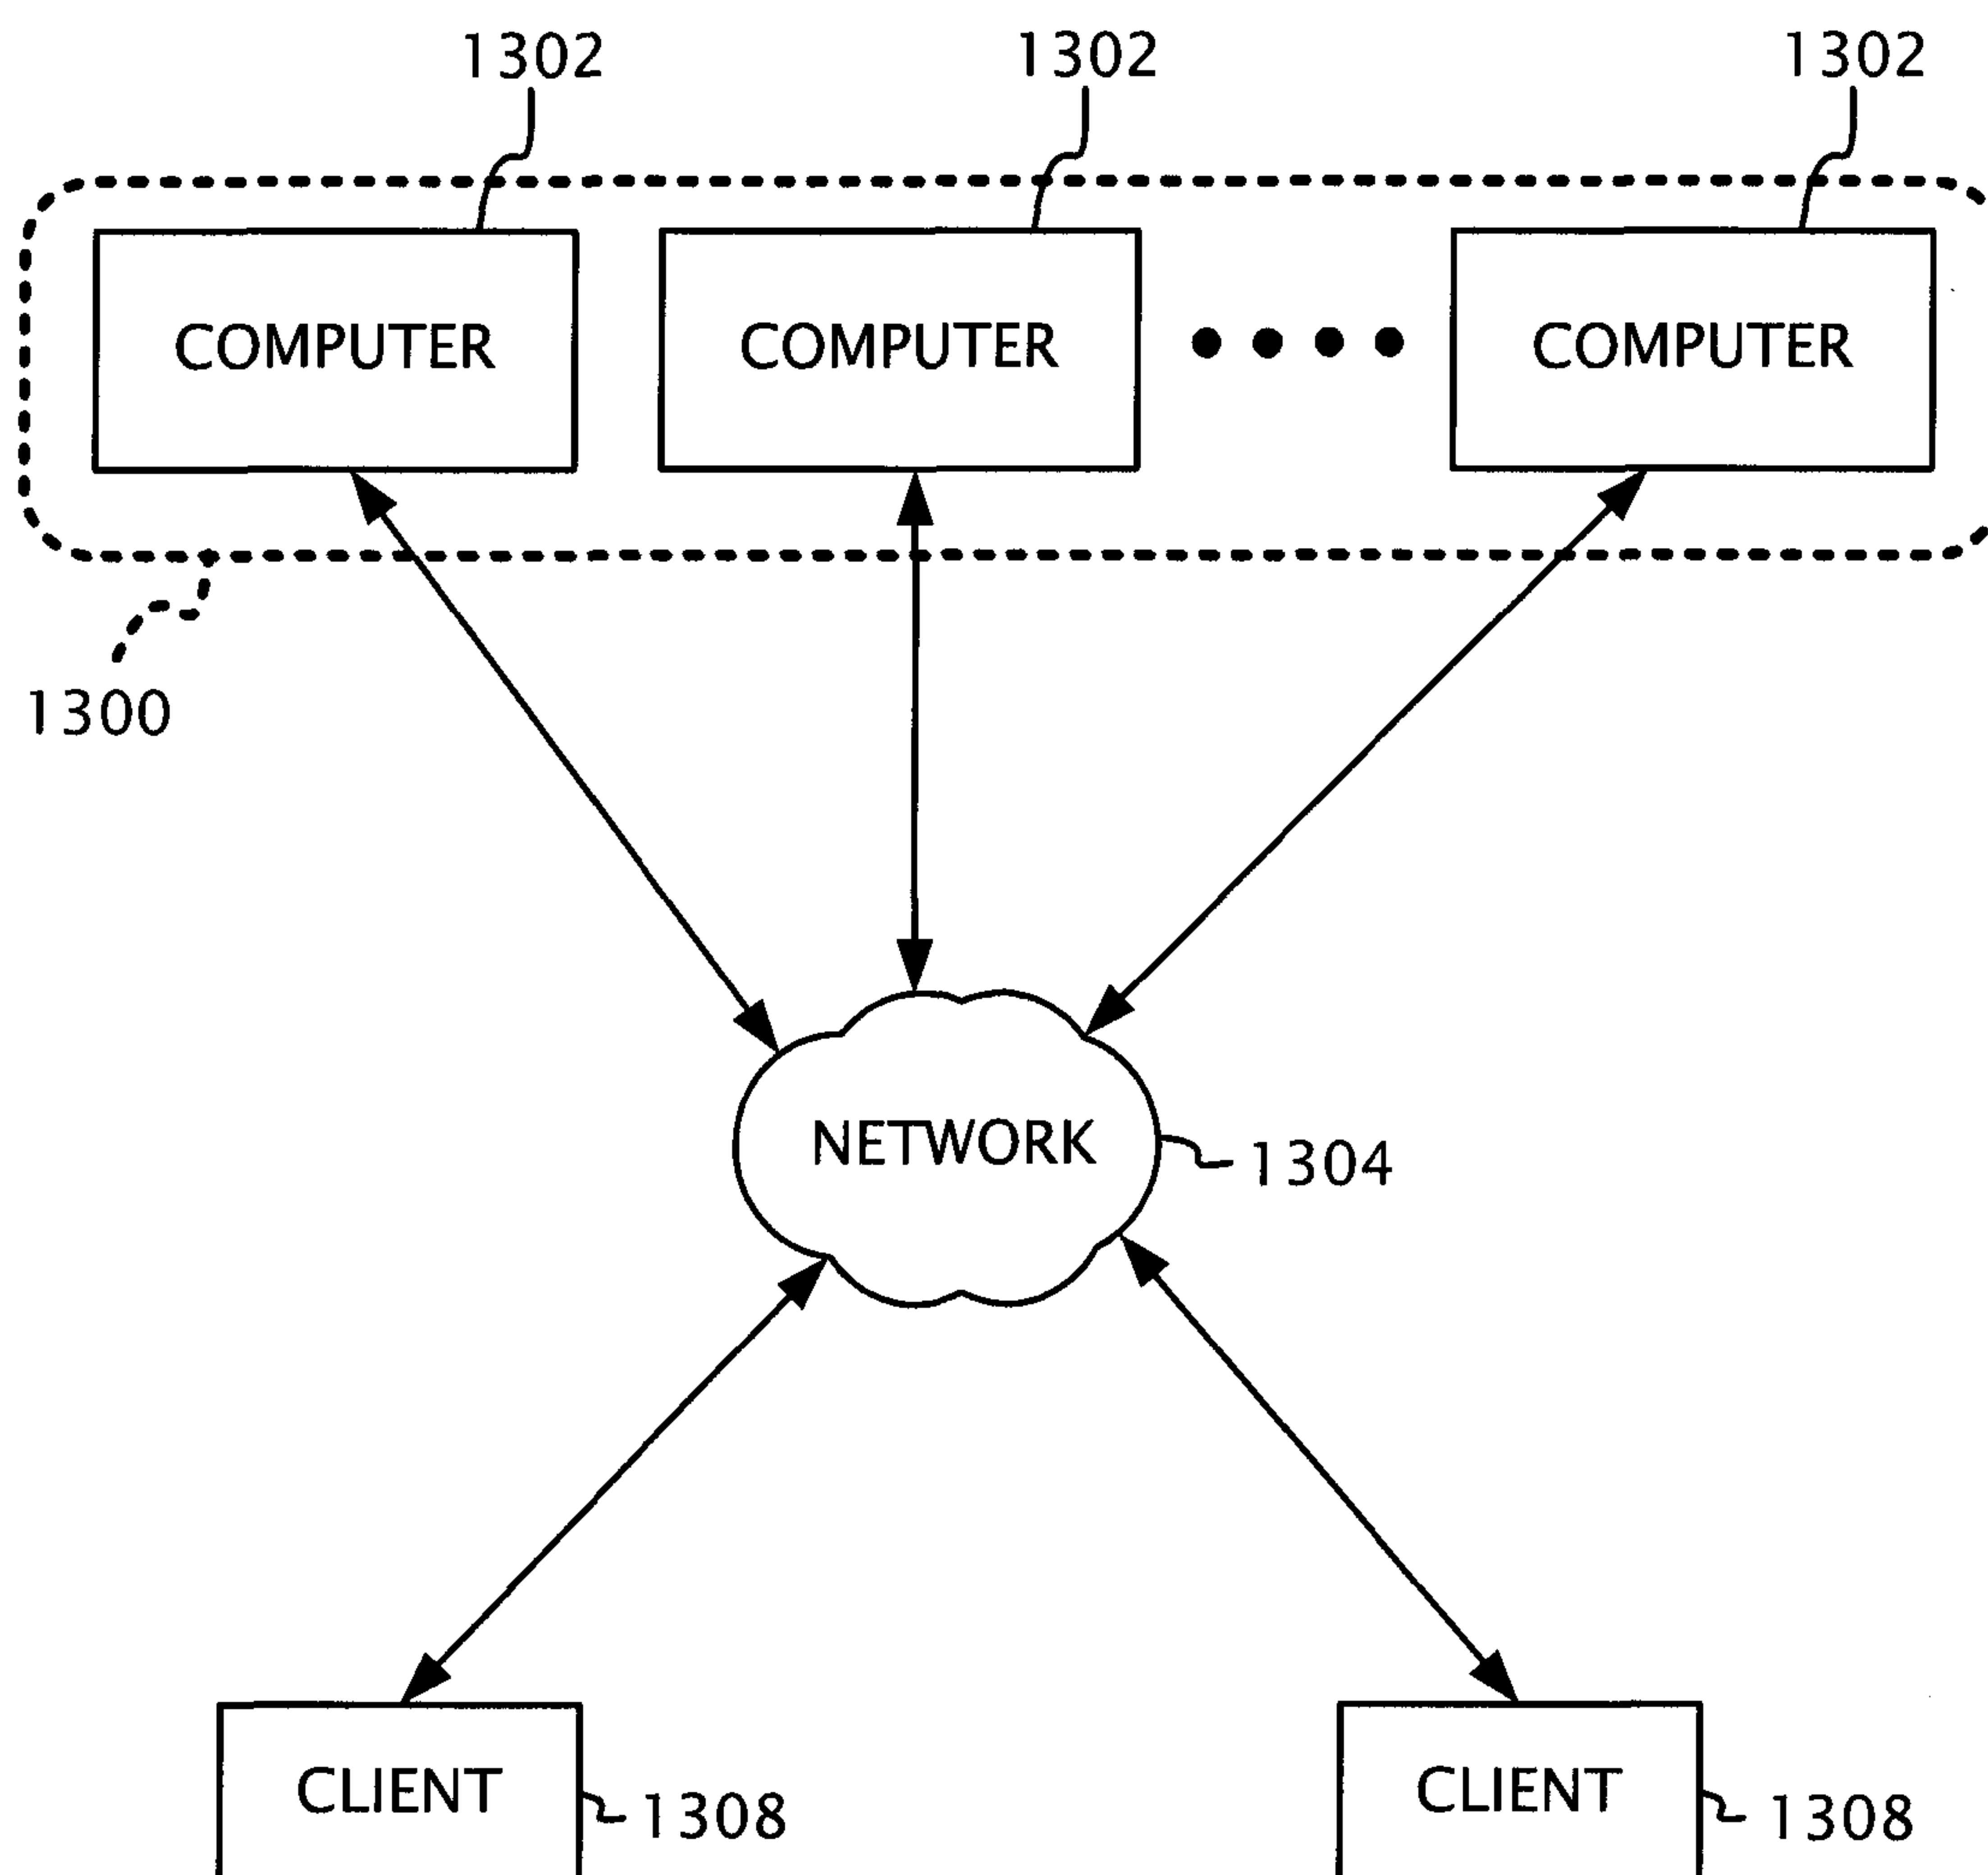 1302 1302 1302
COMPUTER COMPUTER COMPUTER
1300
NETWORK
1304
CLIENT 1308 CLIENT 1308